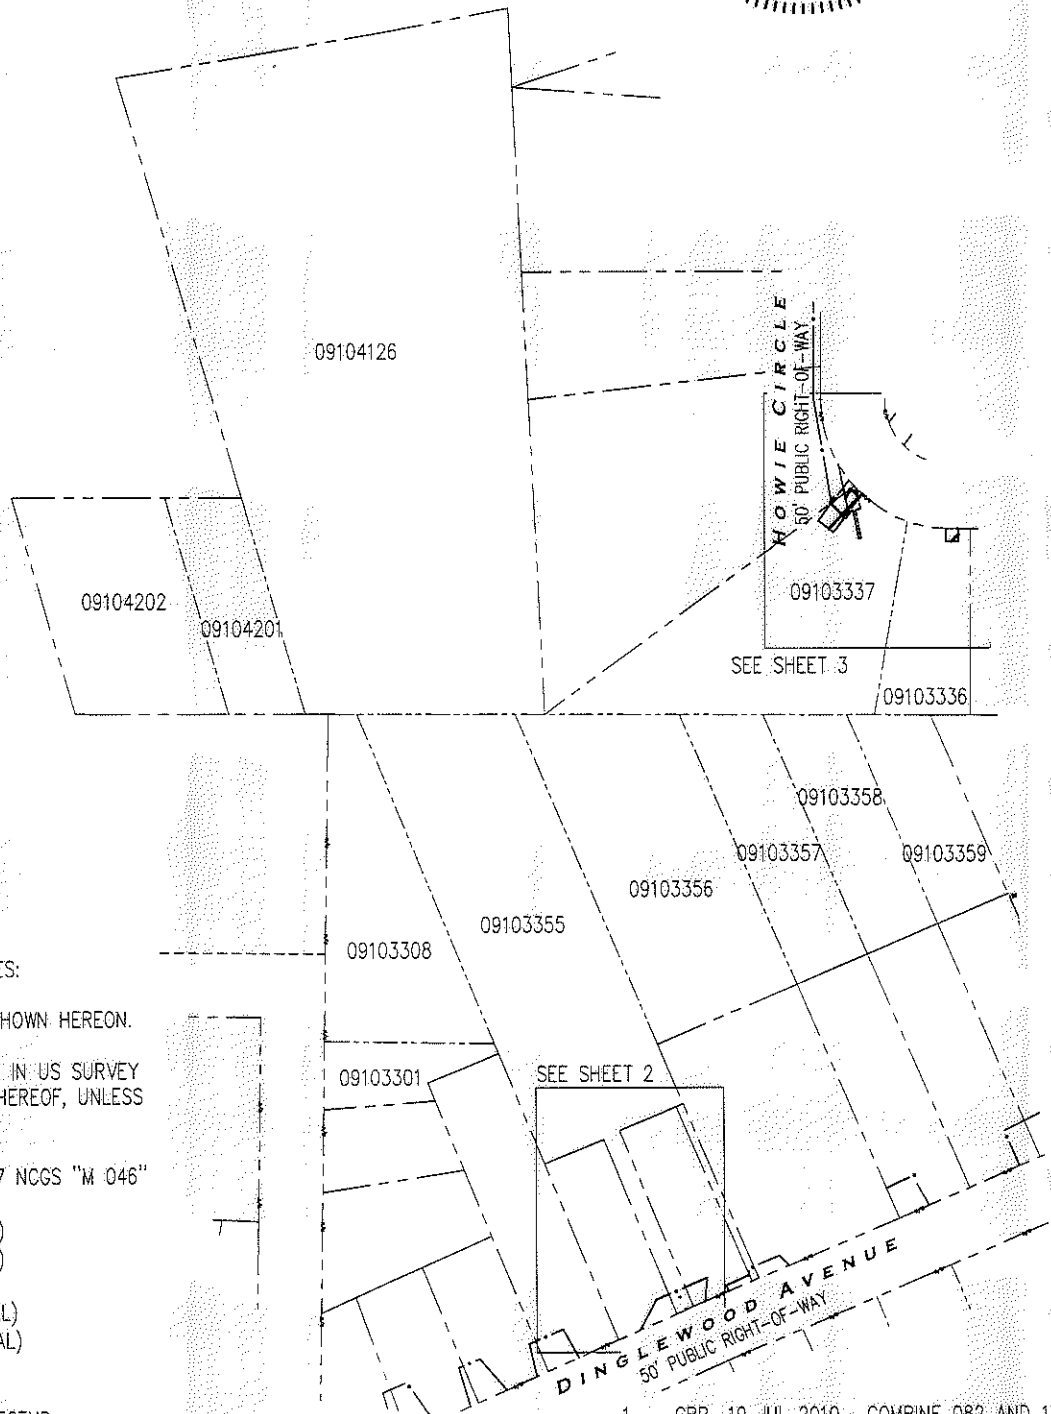 09104126
HOWIE CIRCLE
50' PUBLIC RIGHT-OF-WAY
09104202
09104201
09103337
SEE SHEET 3
09103336
09103358
09103357
09103359
09103356
09103355
09103308
HOWN HEREON.
IN US SURVEY
HEREOF, UNLESS
09103301
SEE SHEET 2
NCGS "M 046"
DINGLEWOOD AVENUE
50' PUBLIC RIGHT-OF-WAY
1